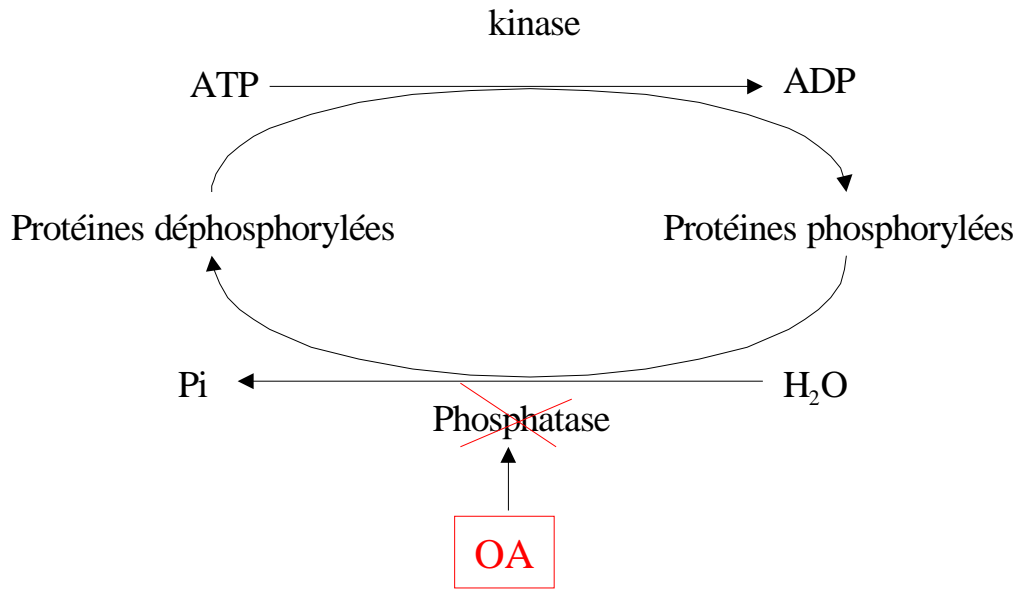 kinase
ATP
ADP
Protéines déphosphorylées
Protéines phosphorylées
Pi
H₂O
Phosphatase
OA